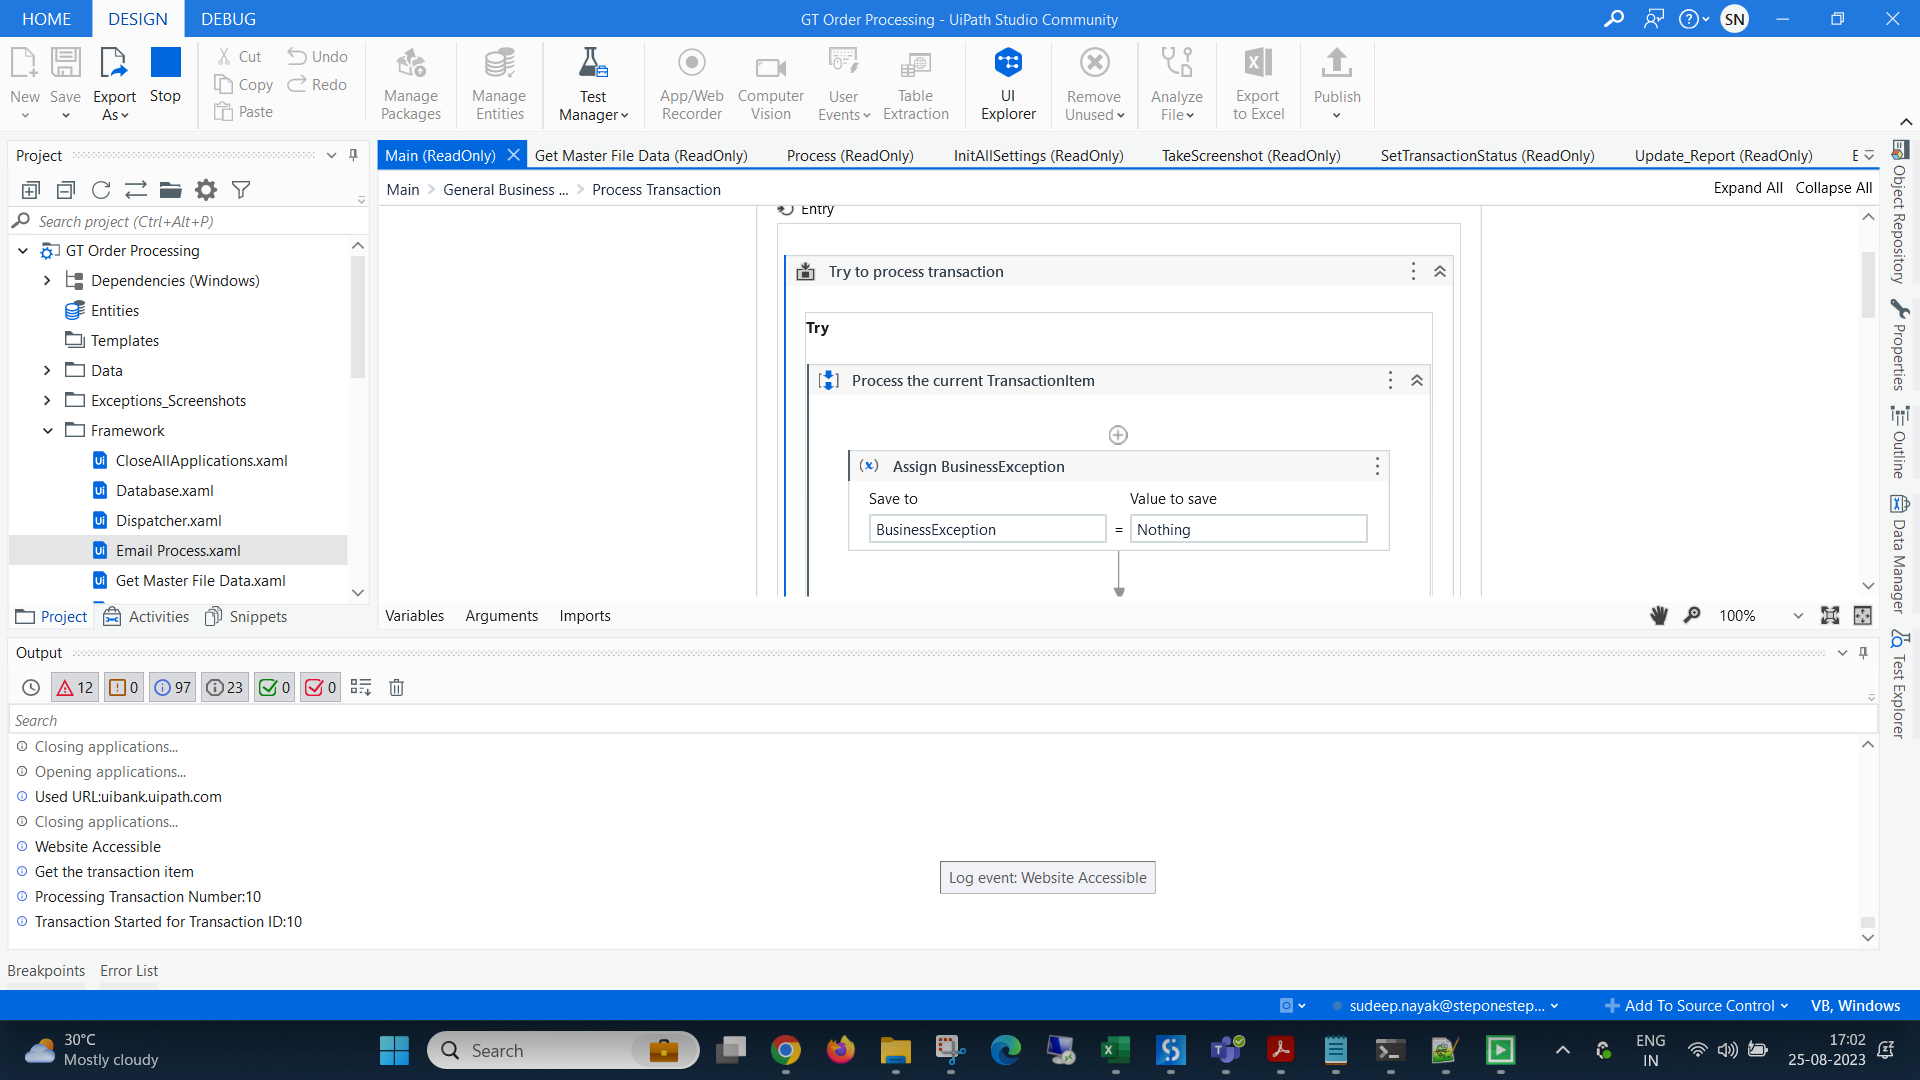 HOME
DESIGN
DEBUG
GT Order Processing - UiPath Studio Community
SN
New
Save
Export As
Stop
Cut
Copy
Paste
Undo
Redo
Manage Packages
Manage Entities
Test Manager
App/Web Recorder
Computer Vision
User Events
Table Extraction
UI Explorer
Remove Unused
Analyze File
Export to Excel
Publish
Project
Search project (Ctrl+Alt+P)
GT Order Processing
Dependencies (Windows)
Entities
Templates
Data
Exceptions_Screenshots
Framework
CloseAllApplications.xaml
Database.xaml
Dispatcher.xaml
Email Process.xaml
Get Master File Data.xaml
Project
Activities
Snippets
Main (ReadOnly)
Get Master File Data (ReadOnly)
Process (ReadOnly)
InitAllSettings (ReadOnly)
TakeScreenshot (ReadOnly)
SetTransactionStatus (ReadOnly)
Update_Report (ReadOnly)
Main > General Business ... > Process Transaction
Expand All
Collapse All
Entry
Try to process transaction
Try
Process the current TransactionItem
(x) Assign BusinessException
Save to
Value to save
BusinessException = Nothing
Variables
Arguments
Imports
100%
Object Repository
Properties
Outline
Data Manager
Test Explorer
Output
12
0
97
23
0
0
Search
Closing applications...
Opening applications...
Used URL:uibank.uipath.com
Closing applications...
Website Accessible
Get the transaction item
Processing Transaction Number:10
Transaction Started for Transaction ID:10
Log event: Website Accessible
Breakpoints
Error List
sudeep.nayak@steponestep...
Add To Source Control
VB, Windows
30°C
Mostly cloudy
Search
ENG
IN
17:02
25-08-2023